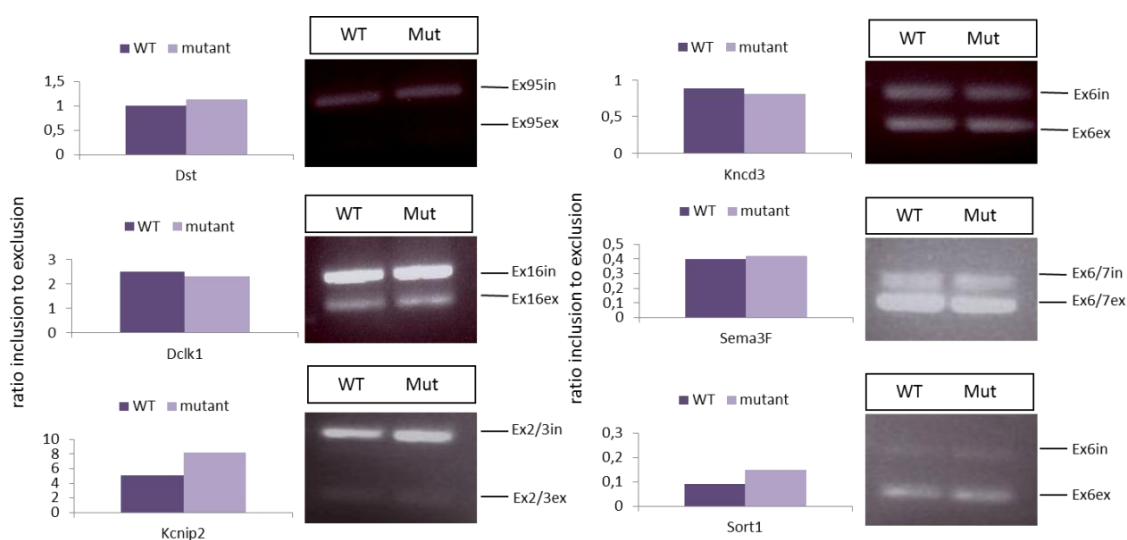 WT mutant
1,5
1
0,5
0
Dst
WT Mut
Ex95in
Ex95ex
WT mutant
1
0,5
0
Kncd3
WT Mut
Ex6in
Ex6ex
ratio inclusion to exclusion
WT mutant
3
2
1
0
Dclk1
WT Mut
Ex16in
Ex16ex
ratio inclusion to exclusion
WT mutant
0,5
0,4
0,3
0,2
0,1
0
Sema3F
WT Mut
Ex6/7in
Ex6/7ex
WT mutant
10
8
6
4
2
0
Kcnip2
WT Mut
Ex2/3in
Ex2/3ex
WT mutant
0,3
0,2
0,1
0
Sort1
WT Mut
Ex6in
Ex6ex